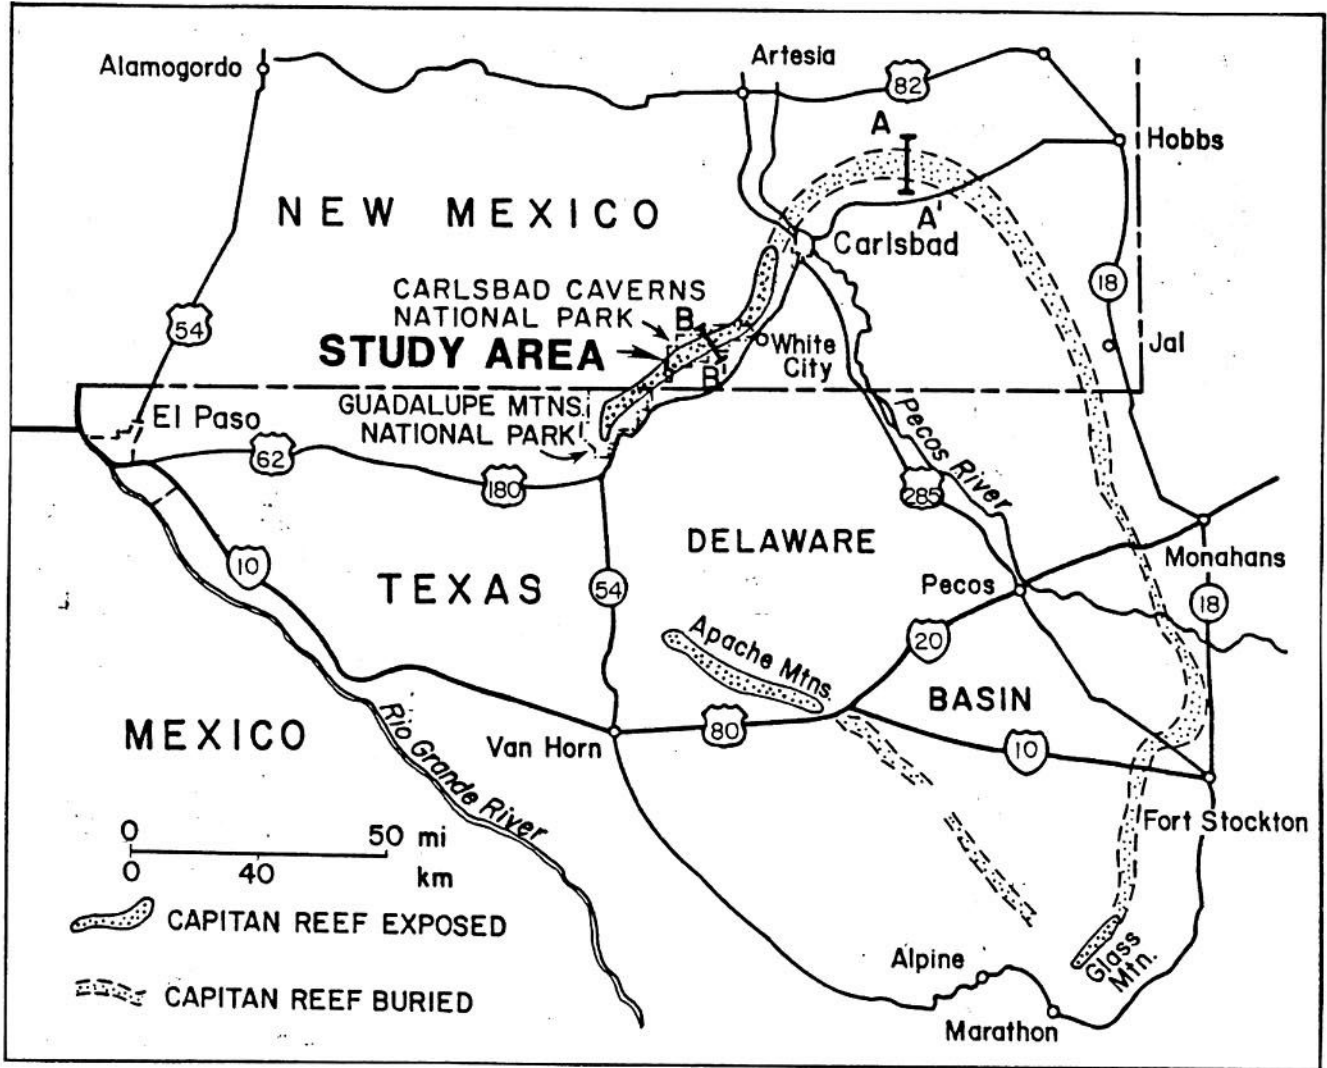 Alamogordo
Artesia
82
A
Hobbs
NEW MEXICO
A'
Carlsbad
CARLSBAD CAVERNS
NATIONAL PARK
B
18
54
STUDY AREA
White
City
Jal
B'
GUADALUPE MTNS
NATIONAL PARK
El Paso
62
180
Pecos River
285
DELAWARE
Monahans
10
TEXAS
54
Pecos
18
20
Apache Mtns.
BASIN
MEXICO
Rio Grande River
Van Horn
80
10
Fort Stockton
0 50 mi
0 40 km
CAPITAN REEF EXPOSED
Glass
Mtn.
Alpine
CAPITAN REEF BURIED
Marathon